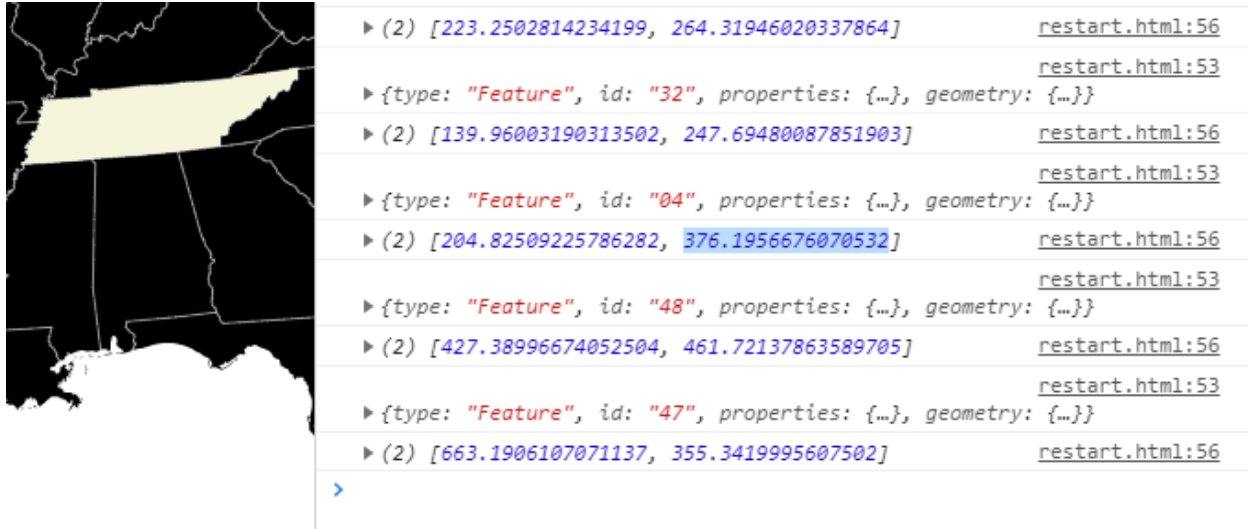 ▶ (2) [223.2502814234199, 264.31946020337864] restart.html:56
restart.html:53
▶ {type: "Feature", id: "32", properties: {…}, geometry: {…}}
▶ (2) [139.96003190313502, 247.69480087851903] restart.html:56
restart.html:53
▶ {type: "Feature", id: "04", properties: {…}, geometry: {…}}
▶ (2) [204.82509225786282, 376.1956676070532] restart.html:56
restart.html:53
▶ {type: "Feature", id: "48", properties: {…}, geometry: {…}}
▶ (2) [427.38996674052504, 461.72137863589705] restart.html:56
restart.html:53
▶ {type: "Feature", id: "47", properties: {…}, geometry: {…}}
▶ (2) [663.1906107071137, 355.3419995607502] restart.html:56
>